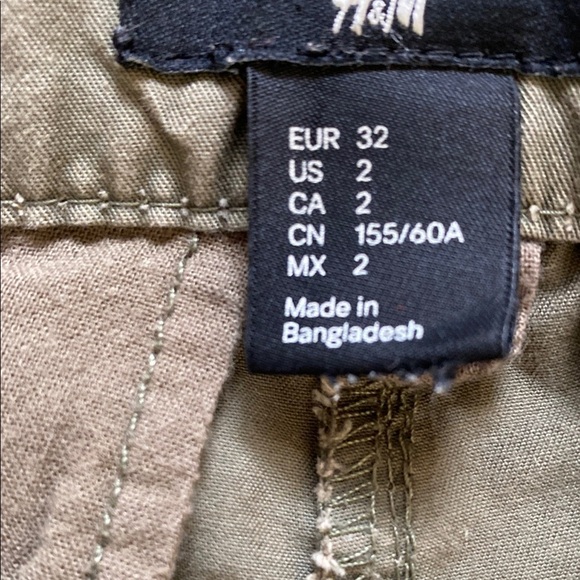 H&M
EUR 32
US 2
CA 2
CN 155/60A
MX 2
Made in
Bangladesh